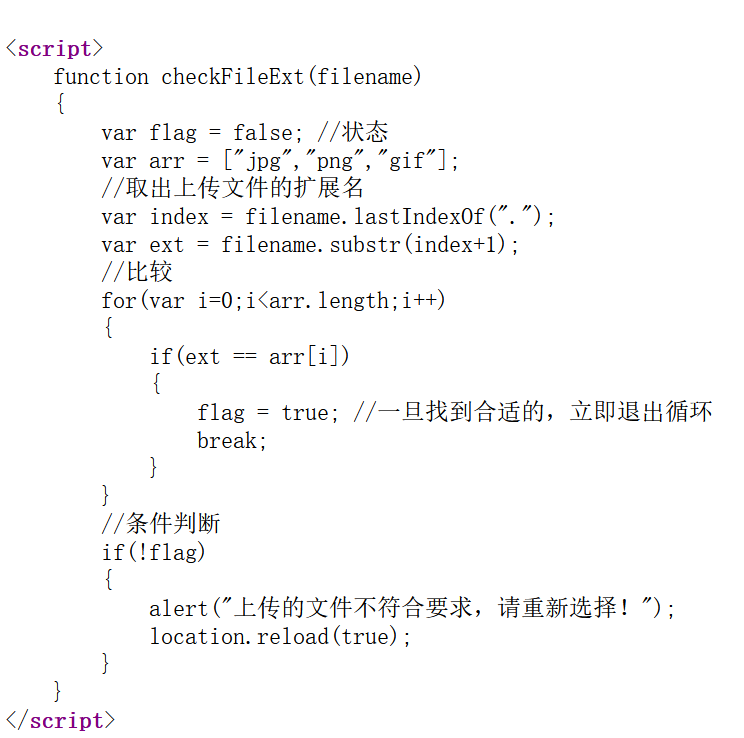 <script>
    function checkFileExt(filename)
    {
        var flag = false; //状态
        var arr = ["jpg","png","gif"];
        //取出上传文件的扩展名
        var index = filename.lastIndexOf(".");
        var ext = filename.substr(index+1);
        //比较
        for(var i=0;i<arr.length;i++)
        {
            if(ext == arr[i])
            {
                flag = true; //一旦找到合适的，立即退出循环
                break;
            }
        }
        //条件判断
        if(!flag)
        {
            alert("上传的文件不符合要求，请重新选择！");
            location.reload(true);
        }
    }
</script>